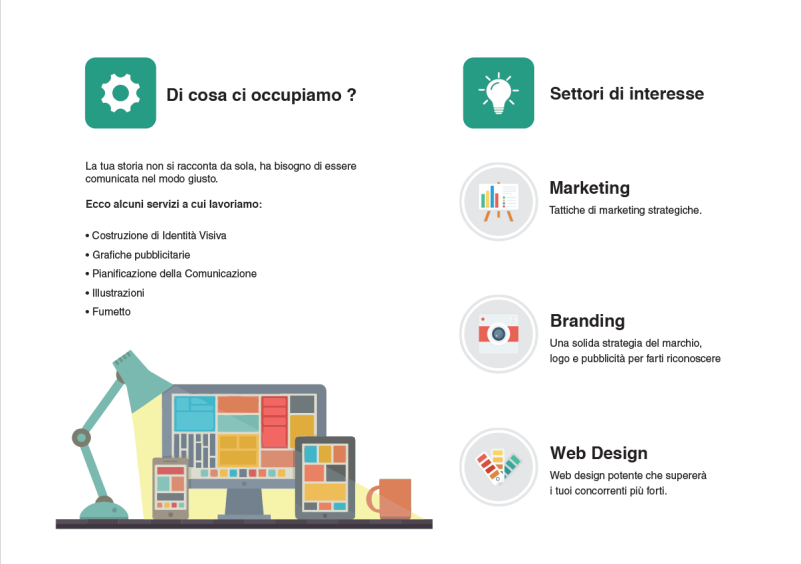 Di cosa ci occupiamo ?
La tua storia non si racconta da sola, ha bisogno di essere
comunicata nel modo giusto.
Ecco alcuni servizi a cui lavoriamo:
• Costruzione di Identità Visiva
• Grafiche pubblicitarie
• Pianificazione della Comunicazione
• Illustrazioni
• Fumetto
Settori di interesse
Marketing
Tattiche di marketing strategiche.
Branding
Una solida strategia del marchio,
logo e pubblicità per farti riconoscere
Web Design
Web design potente che supererà
i tuoi concorrenti più forti.